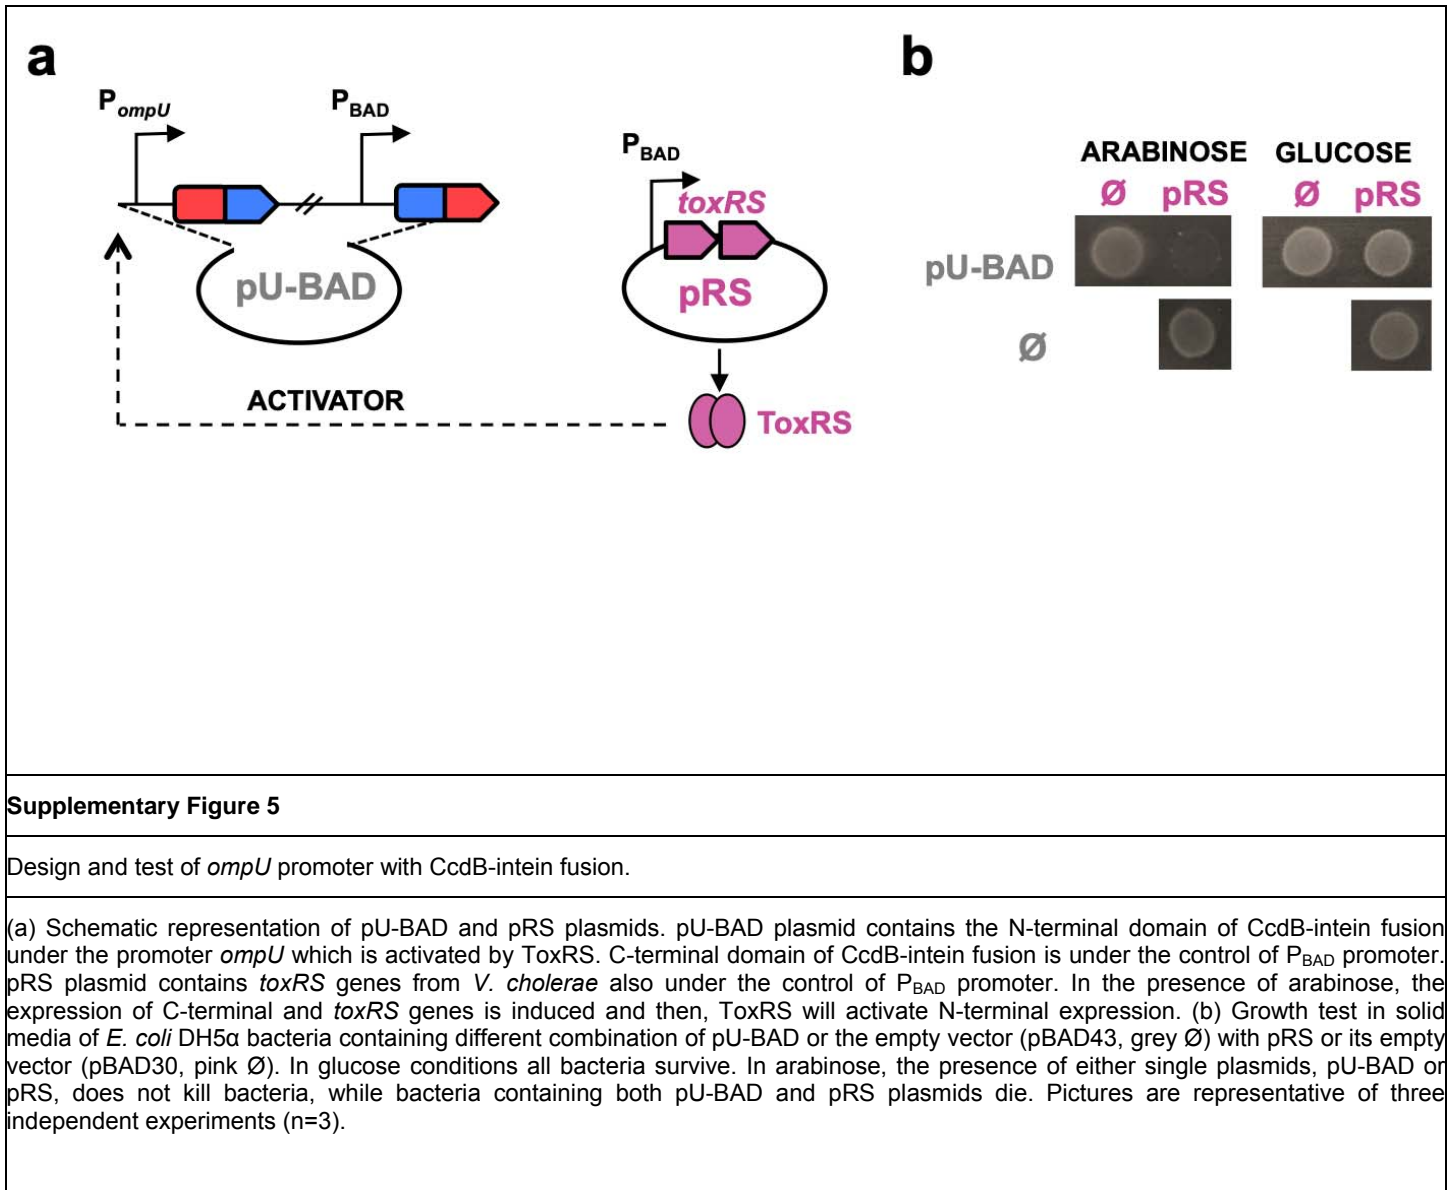 a
b
P_ompU
P_BAD
P_BAD
toxRS
pU-BAD
pRS
ACTIVATOR
ToxRS
ARABINOSE GLUCOSE
Ø pRS Ø pRS
pU-BAD
Ø
Supplementary Figure 5
Design and test of ompU promoter with CcdB-intein fusion.
(a) Schematic representation of pU-BAD and pRS plasmids. pU-BAD plasmid contains the N-terminal domain of CcdB-intein fusion
under the promoter ompU which is activated by ToxRS. C-terminal domain of CcdB-intein fusion is under the control of P_BAD promoter.
pRS plasmid contains toxRS genes from V. cholerae also under the control of P_BAD promoter. In the presence of arabinose, the
expression of C-terminal and toxRS genes is induced and then, ToxRS will activate N-terminal expression. (b) Growth test in solid
media of E. coli DH5α bacteria containing different combination of pU-BAD or the empty vector (pBAD43, grey Ø) with pRS or its empty
vector (pBAD30, pink Ø). In glucose conditions all bacteria survive. In arabinose, the presence of either single plasmids, pU-BAD or
pRS, does not kill bacteria, while bacteria containing both pU-BAD and pRS plasmids die. Pictures are representative of three
independent experiments (n=3).